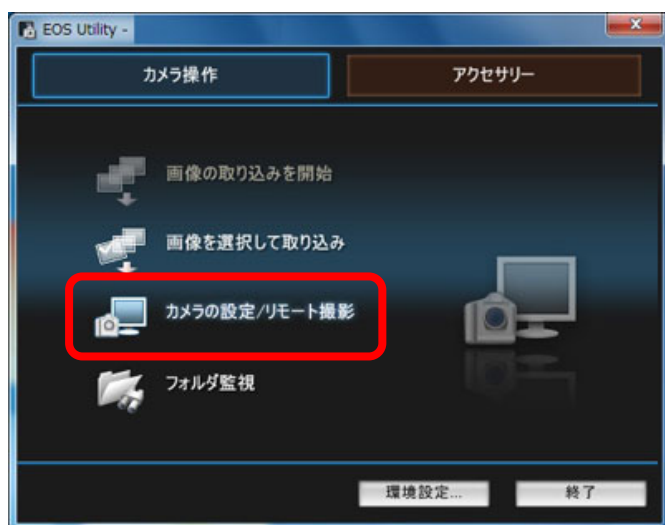 EOS Utility -
カメラ操作
アクセサリー
画像の取り込みを開始
画像を選択して取り込み
カメラの設定/リモート撮影
フォルダ監視
環境設定...
終了